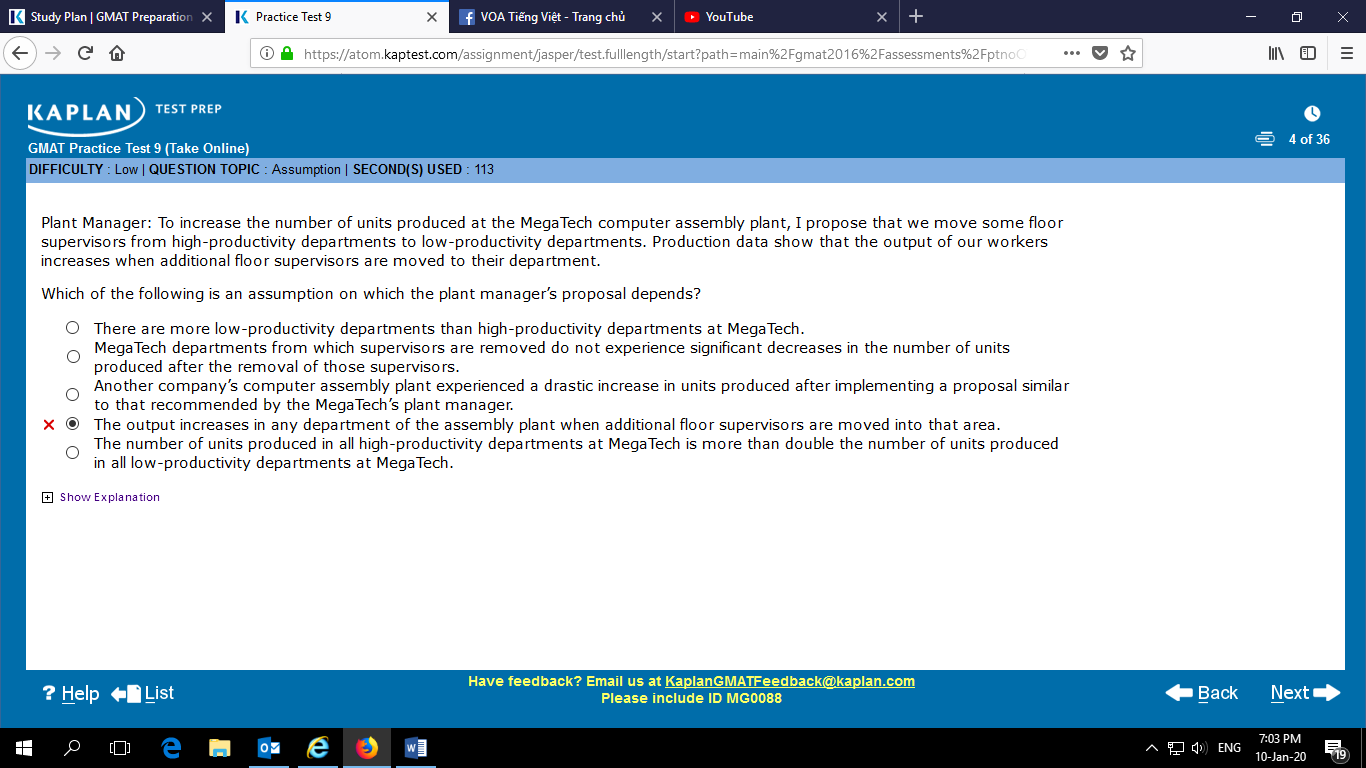 Study Plan | GMAT Preparation
Practice Test 9
VOA Tiếng Việt - Trang chủ
YouTube
https://atom.kaptest.com/assignment/jasper/test.fulllength/start?path=main%2Fgmat2016%2Fassessments%2Fptno
KAPLAN TEST PREP
GMAT Practice Test 9 (Take Online)
4 of 36
DIFFICULTY : Low | QUESTION TOPIC : Assumption | SECOND(S) USED : 113
Plant Manager: To increase the number of units produced at the MegaTech computer assembly plant, I propose that we move some floor
supervisors from high-productivity departments to low-productivity departments. Production data show that the output of our workers
increases when additional floor supervisors are moved to their department.
Which of the following is an assumption on which the plant manager's proposal depends?
There are more low-productivity departments than high-productivity departments at MegaTech.
MegaTech departments from which supervisors are removed do not experience significant decreases in the number of units
produced after the removal of those supervisors.
Another company's computer assembly plant experienced a drastic increase in units produced after implementing a proposal similar
to that recommended by the MegaTech's plant manager.
The output increases in any department of the assembly plant when additional floor supervisors are moved into that area.
The number of units produced in all high-productivity departments at MegaTech is more than double the number of units produced
in all low-productivity departments at MegaTech.
Show Explanation
? Help
List
Have feedback? Email us at KaplanGMATFeedback@kaplan.com
Please include ID MG0088
Back
Next
ENG
7:03 PM
10-Jan-20
19